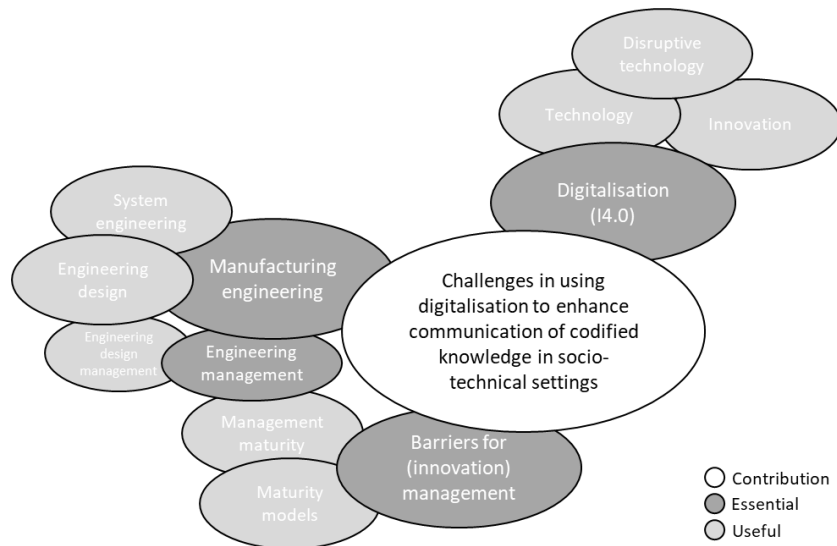 Disruptive
technology
Technology
Innovation
Digitalisation
(I4.0)
System
engineering
Engineering
design
Manufacturing
engineering
Engineering
design
management
Engineering
management
Challenges in using
digitalisation to enhance
communication of codified
knowledge in socio-
technical settings
Management
maturity
Maturity
models
Barriers for
(innovation)
management
Contribution
Essential
Useful